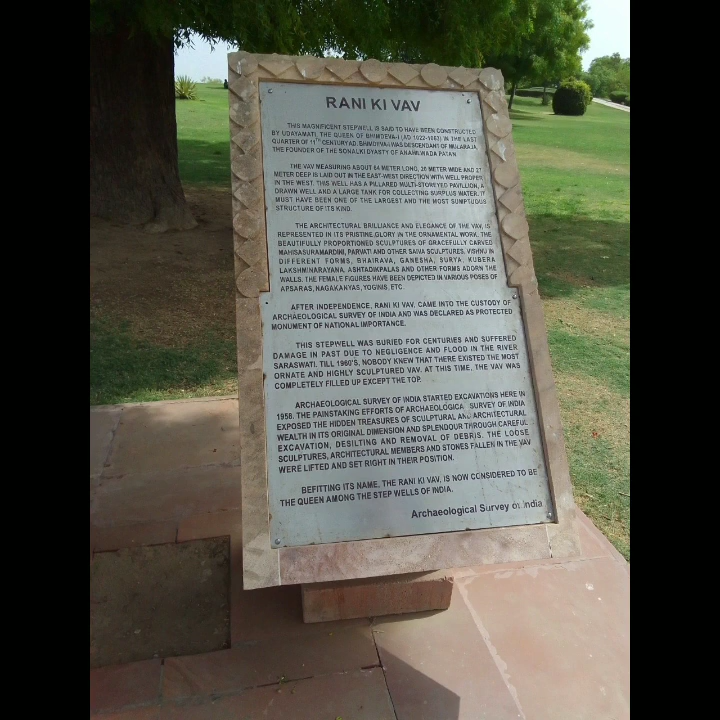 RANI KI VAV
THIS MAGNIFICENT STEPWELL IS SAID TO HAVE BEEN CONSTRUCTED
BY UDAYAMATI, THE QUEEN OF BHIMDEVA-I (AD 1022-1063) IN THE LAST
QUARTER OF 11TH CENTURY AD. BHIMDEVA-I WAS DESCENDANT OF MULARAJA,
THE FOUNDER OF THE SONALKI DYASTY OF ANAHILWADA PATAN.
THE VAV MEASURING ABOUT 64 METER LONG, 20 METER WIDE AND 27
METER DEEP IS LAID OUT IN THE EAST-WEST DIRECTION WITH WELL PROPER
IN THE WEST. THIS WELL HAS A PILLARED MULTI-STOREYED PAVILLION, A
DRAWN WELL AND A LARGE TANK FOR COLLECTING SURPLUS WATER. IT
MUST HAVE BEEN ONE OF THE LARGEST AND THE MOST SUMPTUOUS
STRUCTURE OF ITS KIND.
THE ARCHITECTURAL BRILLIANCE AND ELEGANCE OF THE VAV, IS
REPRESENTED IN ITS PRISTINE GLORY IN THE ORNAMENTAL WORK. THE
BEAUTIFULLY PROPORTIONED SCULPTURES OF GRACEFULLY CARVED
MAHISASURAMARDINI, PARVATI AND OTHER SAIVA SCULPTURES, VISHNU IN
DIFFERENT FORMS, BHAIRAVA, GANESHA, SURYA, KUBERA
LAKSHMINARAYANA, ASHTADIKPALAS AND OTHER FORMS ADORN THE
WALLS. THE FEMALE FIGURES HAVE BEEN DEPICTED IN VARIOUS POSES OF
APSARAS, NAGAKANYAS, YOGINIS, ETC.
AFTER INDEPENDENCE, RANI KI VAV, CAME INTO THE CUSTODY OF
ARCHAEOLOGICAL SURVEY OF INDIA AND WAS DECLARED AS PROTECTED
MONUMENT OF NATIONAL IMPORTANCE.
THIS STEPWELL WAS BURIED FOR CENTURIES AND SUFFERED
DAMAGE IN PAST DUE TO NEGLIGENCE AND FLOOD IN THE RIVER
SARASWATI. TILL 1960'S, NOBODY KNEW THAT THERE EXISTED THE MOST
ORNATE AND HIGHLY SCULPTURED VAV. AT THIS TIME, THE VAV WAS
COMPLETELY FILLED UP EXCEPT THE TOP.
ARCHAEOLOGICAL SURVEY OF INDIA STARTED EXCAVATIONS HERE IN
1958. THE PAINSTAKING EFFORTS OF ARCHAEOLOGICAL SURVEY OF INDIA
EXPOSED THE HIDDEN TREASURES OF SCULPTURAL AND ARCHITECTURAL
WEALTH IN ITS ORIGINAL DIMENSION AND SPLENDOUR THROUGH CAREFUL
EXCAVATION, DESILTING AND REMOVAL OF DEBRIS. THE LOOSE
SCULPTURES, ARCHITECTURAL MEMBERS AND STONES FALLEN IN THE VAV
WERE LIFTED AND SET RIGHT IN THEIR POSITION.
BEFITTING ITS NAME, THE RANI KI VAV, IS NOW CONSIDERED TO BE
THE QUEEN AMONG THE STEP WELLS OF INDIA.
Archaeological Survey of India